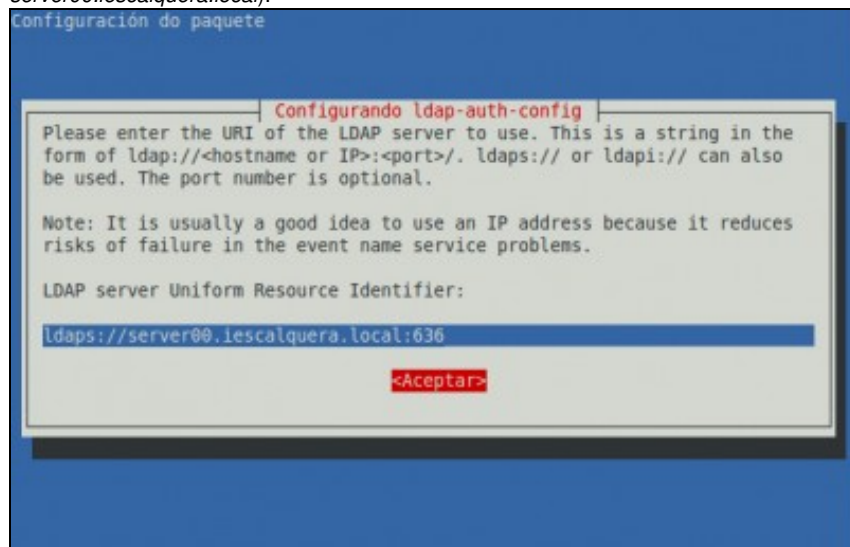 server00.iescalquera.local).
Configuración do paquete
Configurando ldap-auth-config
Please enter the URI of the LDAP server to use. This is a string in the
form of ldap://<hostname or IP>:<port>/. ldaps:// or ldapi:// can also
be used. The port number is optional.
Note: It is usually a good idea to use an IP address because it reduces
risks of failure in the event name service problems.
LDAP server Uniform Resource Identifier:
ldaps://server00.iescalquera.local:636
<Aceptar>